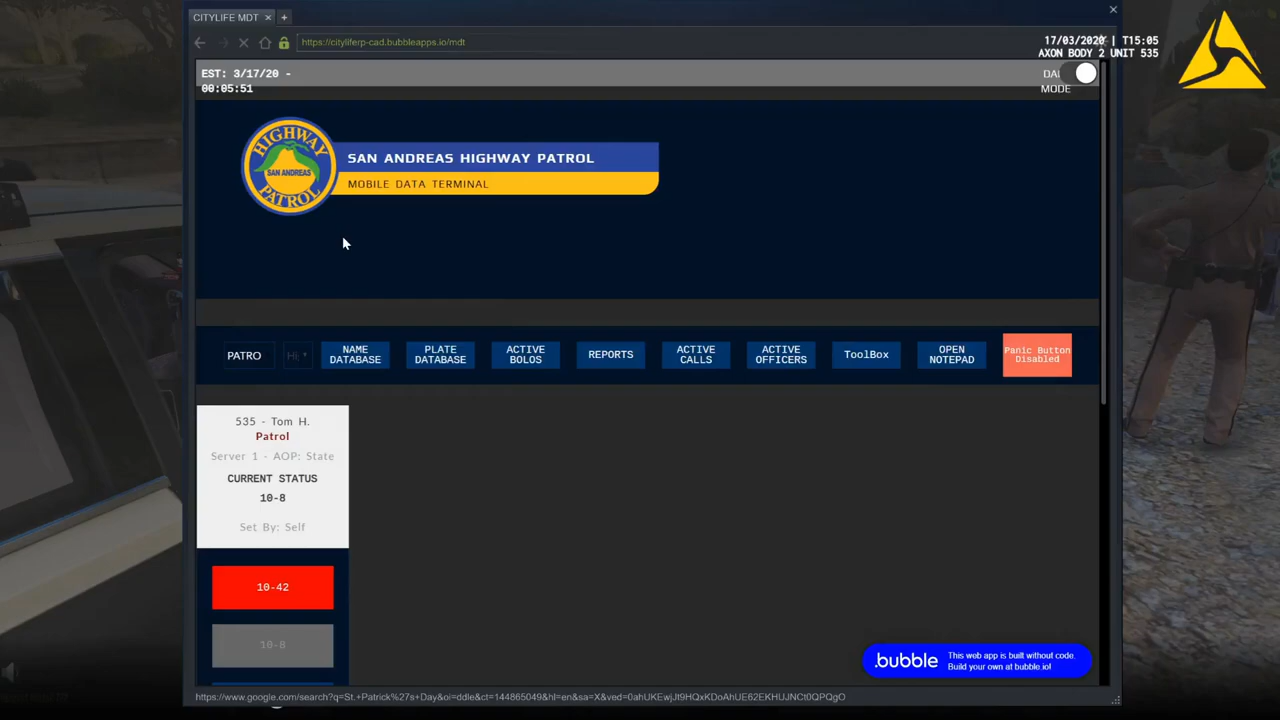 CITYLIFE MDT × +
https://cityliferp-cad.bubbleapps.io/mdt
17/03/2020 | T15:05
AXON BODY 2 UNIT 535
EST: 3/17/20 -
00:05:51
MODE
HIGHWAY
SAN ANDREAS
PATROL
SAN ANDREAS HIGHWAY PATROL
MOBILE DATA TERMINAL
PATRO
NAME
DATABASE
PLATE
DATABASE
ACTIVE
BOLOS
REPORTS
ACTIVE
CALLS
ACTIVE
OFFICERS
ToolBox
OPEN
NOTEPAD
Panic Button
Disabled
535 - Tom H.
Patrol
Server 1 - AOP: State
CURRENT STATUS
10-8
Set By: Self
10-42
10-8
.bubble
This web app is built without code.
Build your own at bubble.io!